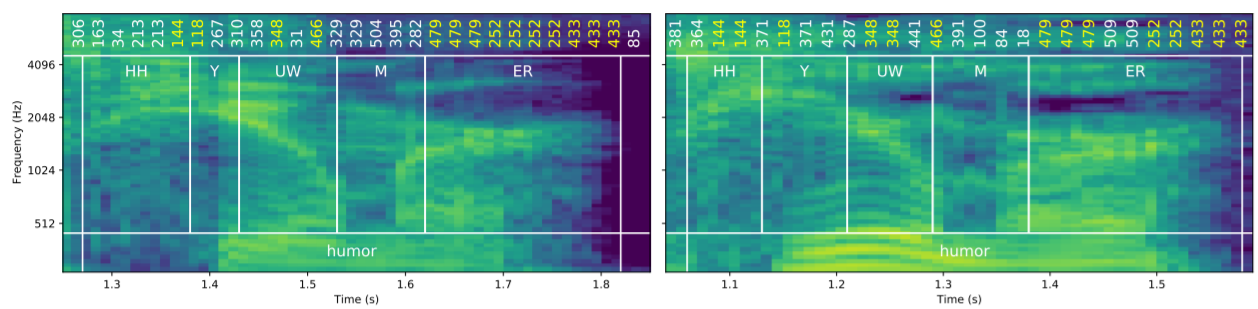 306 163 34 213 213 144 118 267 310 358 348 31 466 329 329 504 395 282 479 479 479 252 252 252 252 433 433 433 85
HH Y UW M ER
humor
4096
2048
1024
512
Frequency (Hz)
1.3 1.4 1.5 1.6 1.7 1.8
Time (s)
381 364 144 144 371 118 371 431 287 348 348 441 466 391 100 84 18 479 479 479 509 509 252 252 433 433 433
HH Y UW M ER
humor
1.1 1.2 1.3 1.4 1.5
Time (s)